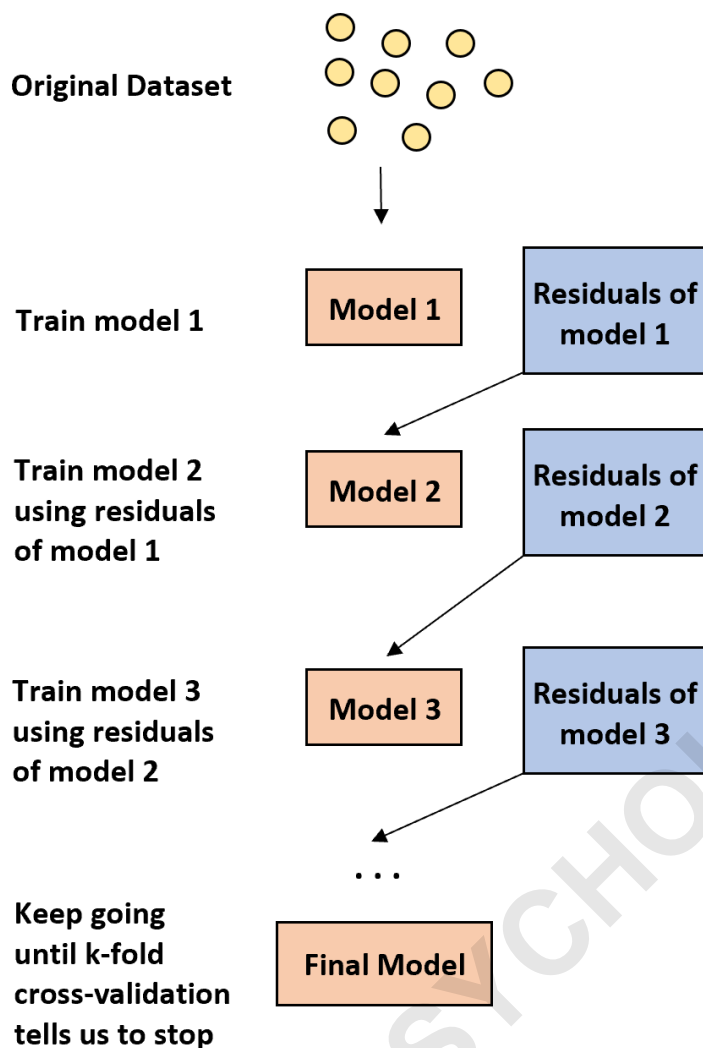 Original Dataset
Train model 1
Model 1
Residuals of
model 1
Train model 2
using residuals
of model 1
Model 2
Residuals of
model 2
Train model 3
using residuals
of model 2
Model 3
Residuals of
model 3
. . .
Keep going
until k-fold
cross-validation
tells us to stop
Final Model